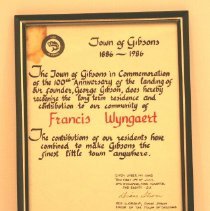 Town of Gibsons
1886 - 1986
The Town of Gibsons in Commemoration
of the 100th Anniversary of the landing of
our founder, George Gibson, does hereby
recognise the long term residence and
contribution to our community of
Francis Wyngaert
The contributions of our residents have
combined to make Gibsons the
finest little town anywhere.